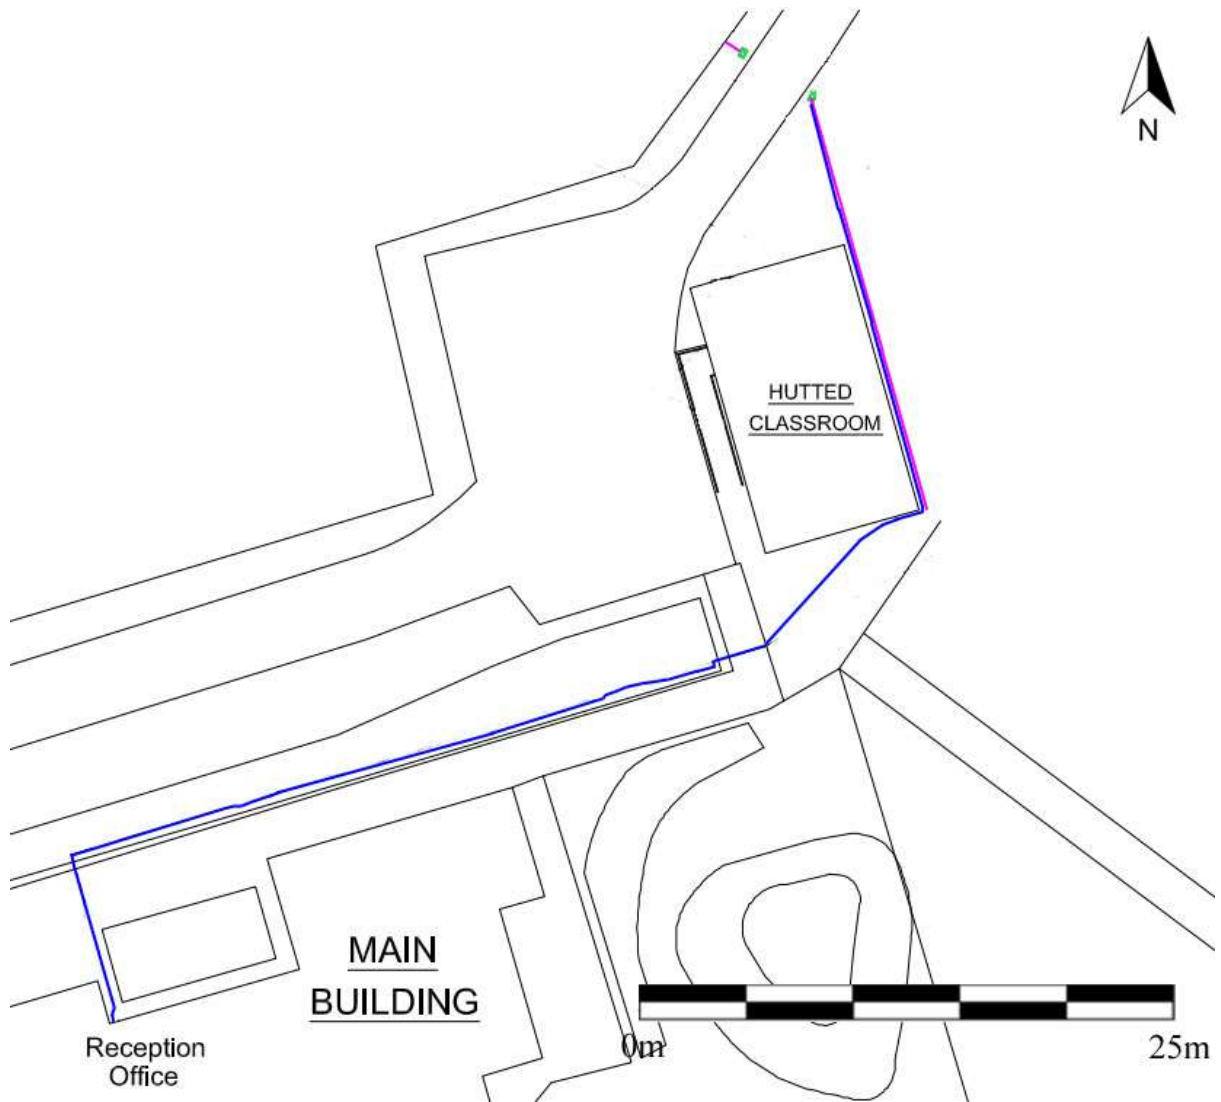 N
HUTTED
CLASSROOM
MAIN
BUILDING
Reception
Office
0m
25m